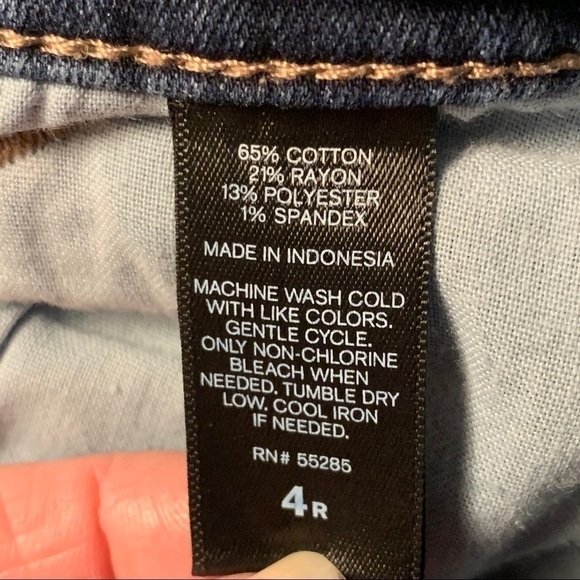 65% COTTON
21% RAYON
13% POLYESTER
1% SPANDEX
MADE IN INDONESIA
MACHINE WASH COLD
WITH LIKE COLORS.
GENTLE CYCLE.
ONLY NON-CHLORINE
BLEACH WHEN
NEEDED. TUMBLE DRY
LOW. COOL IRON
IF NEEDED.
RN# 55285
4R